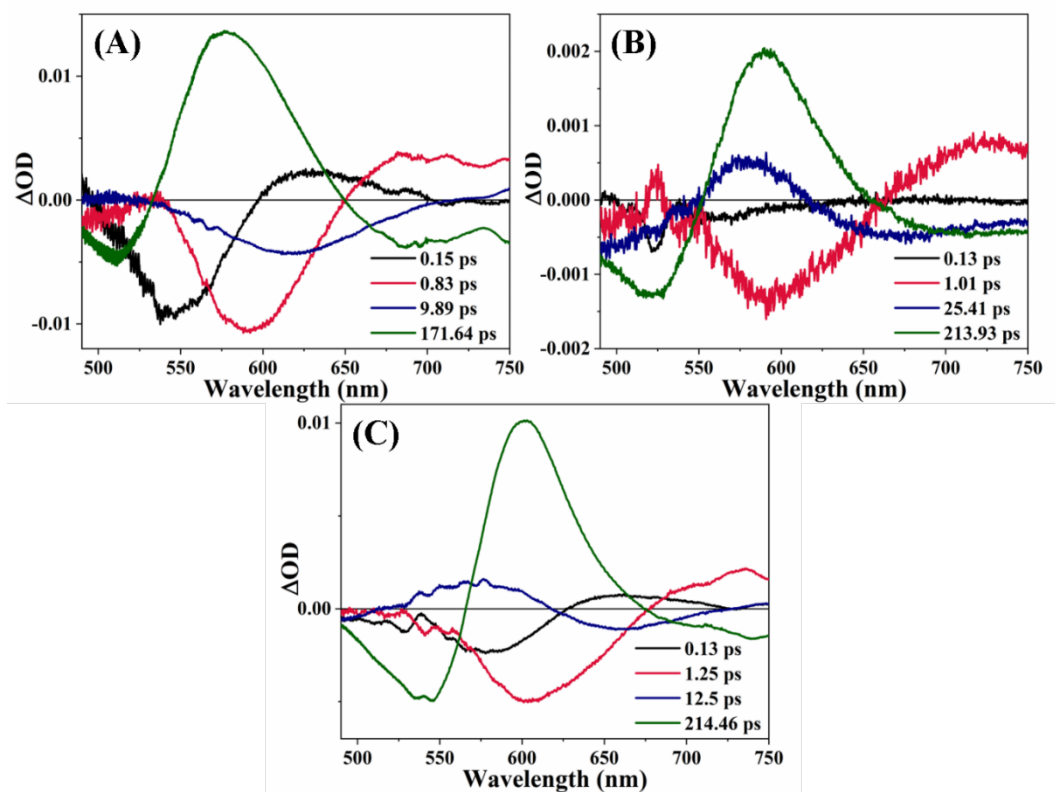 (A)
0.01
0.00
-0.01
ΔOD
500 550 600 650 700 750
Wavelength (nm)
0.15 ps
0.83 ps
9.89 ps
171.64 ps
(B)
0.002
0.001
0.000
-0.001
-0.002
ΔOD
500 550 600 650 700 750
Wavelength (nm)
0.13 ps
1.01 ps
25.41 ps
213.93 ps
(C)
0.01
0.00
ΔOD
500 550 600 650 700 750
Wavelength (nm)
0.13 ps
1.25 ps
12.5 ps
214.46 ps